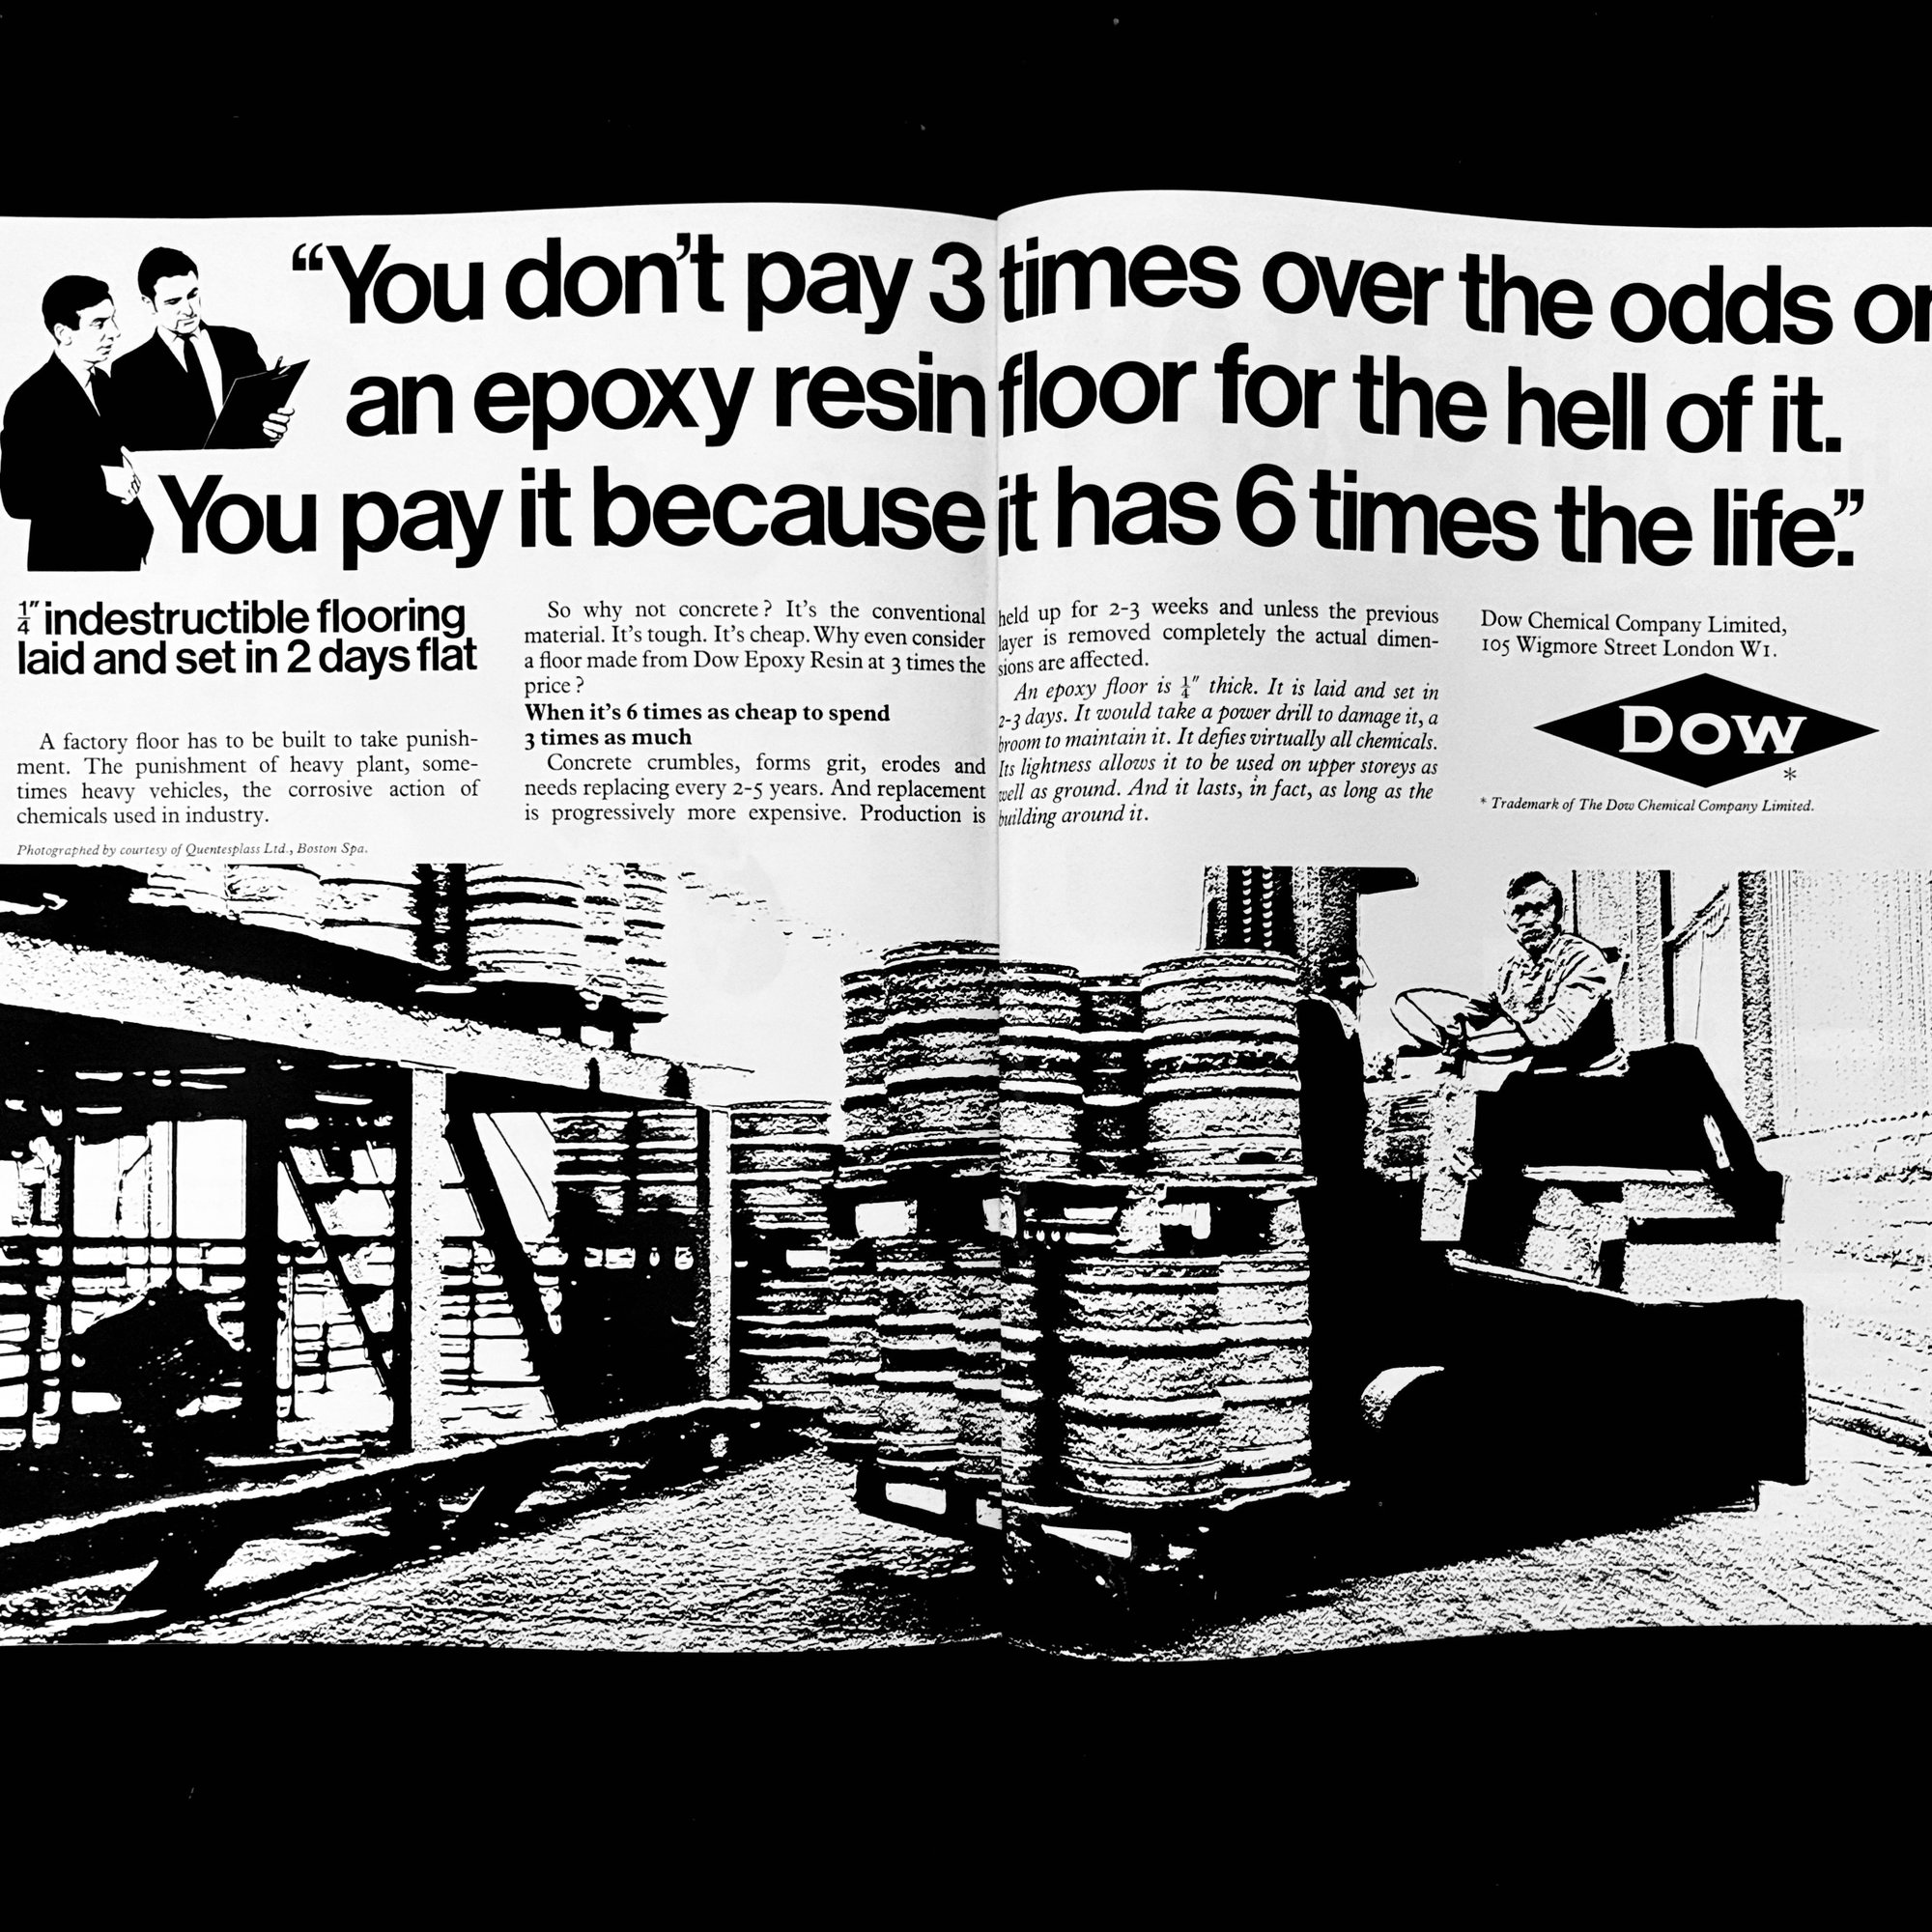 “You don’t pay 3 times over the odds on
an epoxy resin floor for the hell of it.
You pay it because it has 6 times the life.”
¼″ indestructible flooring
laid and set in 2 days flat
A factory floor has to be built to take punish-
ment. The punishment of heavy plant, some-
times heavy vehicles, the corrosive action of
chemicals used in industry.
Photographed by courtesy of Quentesplass Ltd., Boston Spa.
So why not concrete? It’s the conventional
material. It’s tough. It’s cheap. Why even consider
a floor made from Dow Epoxy Resin at 3 times the
price?
When it’s 6 times as cheap to spend
3 times as much
Concrete crumbles, forms grit, erodes and
needs replacing every 2-5 years. And replacement
is progressively more expensive. Production is
held up for 2-3 weeks and unless the previous
layer is removed completely the actual dimen-
sions are affected.
An epoxy floor is ¼″ thick. It is laid and set in
2-3 days. It would take a power drill to damage it, a
broom to maintain it. It defies virtually all chemicals.
Its lightness allows it to be used on upper storeys as
well as ground. And it lasts, in fact, as long as the
building around it.
Dow Chemical Company Limited,
105 Wigmore Street London W1.
DOW
*
* Trademark of The Dow Chemical Company Limited.